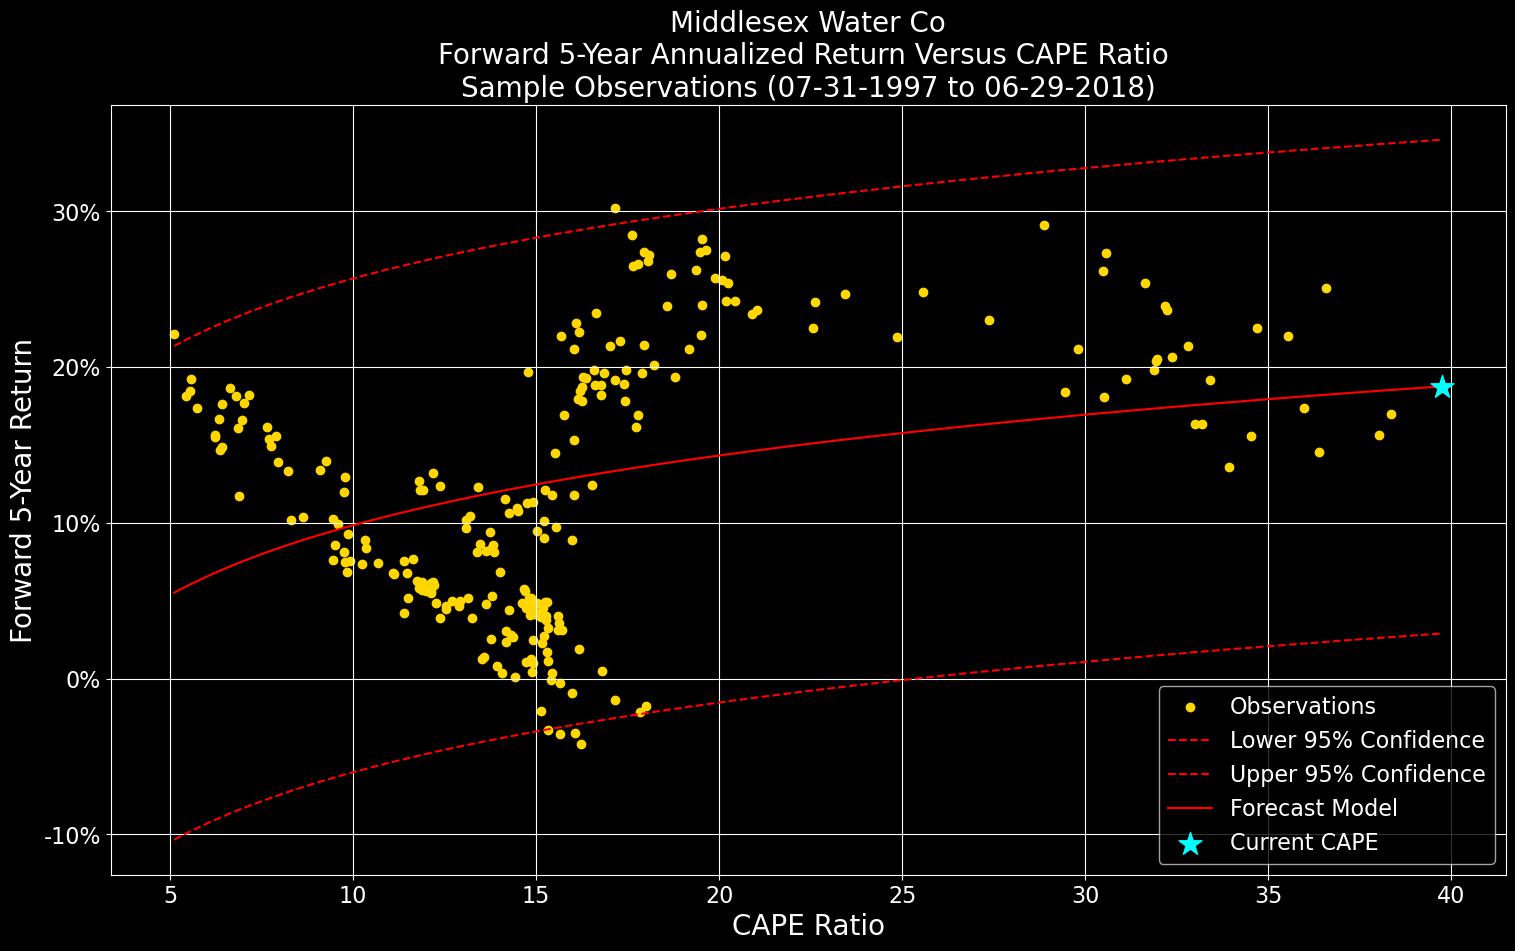 Middlesex Water Co
Forward 5-Year Annualized Return Versus CAPE Ratio
Sample Observations (07-31-1997 to 06-29-2018)
Forward 5-Year Return
30%
20%
10%
0%
-10%
Observations
Lower 95% Confidence
Upper 95% Confidence
Forecast Model
Current CAPE
5 10 15 20 25 30 35 40
CAPE Ratio